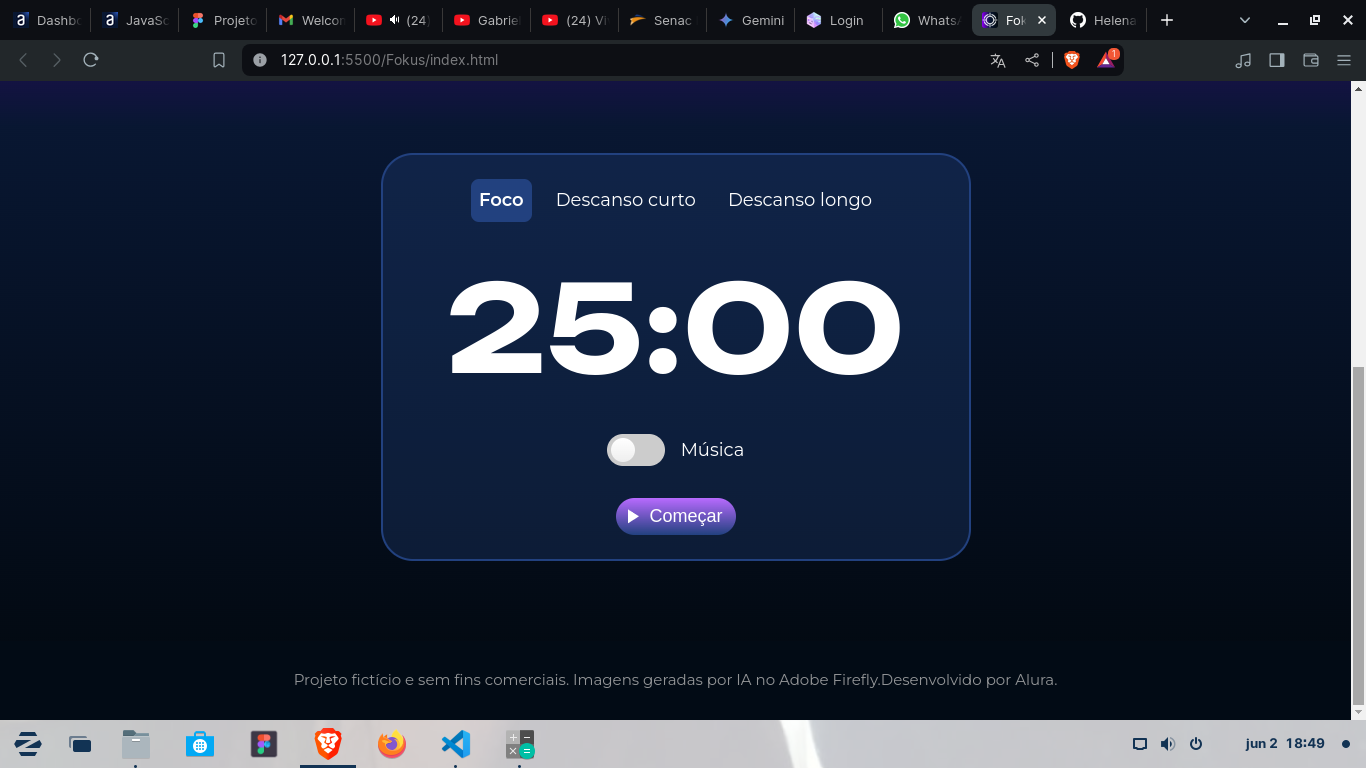 Dashb
JavaSc
Projeto
Welcon
(24)
Gabriel
(24) Vi
Senac
Gemini
Login
Whats
Fok
Helena
127.0.0.1:5500/Fokus/index.html
1
Foco
Descanso curto
Descanso longo
25:00
Música
Começar
Projeto fictício e sem fins comerciais. Imagens geradas por IA no Adobe Firefly.Desenvolvido por Alura.
jun 2 18:49